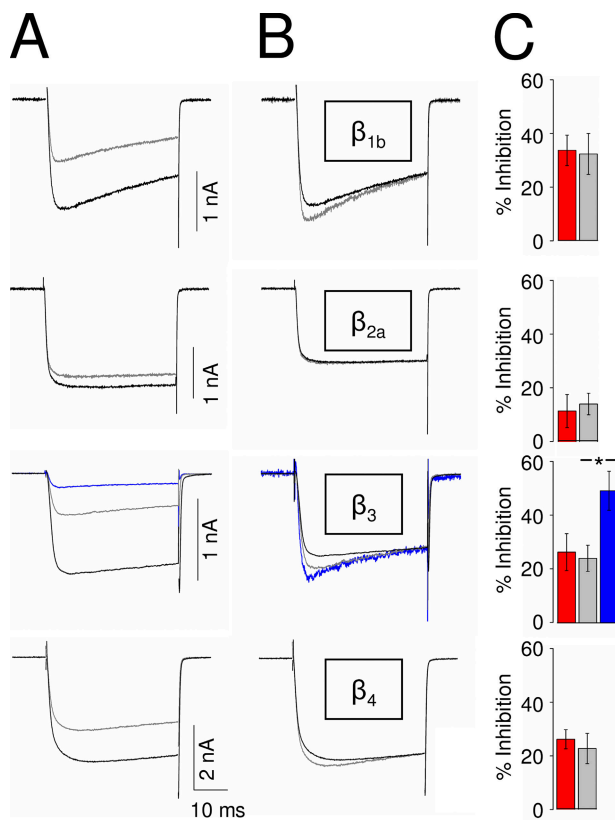 A B C
60
40
20
0
% Inhibition
1 nA
β1b
60
40
20
0
% Inhibition
1 nA
β2a
60
40
20
0
% Inhibition
*
1 nA
β3
60
40
20
0
% Inhibition
2 nA
10 ms
β4